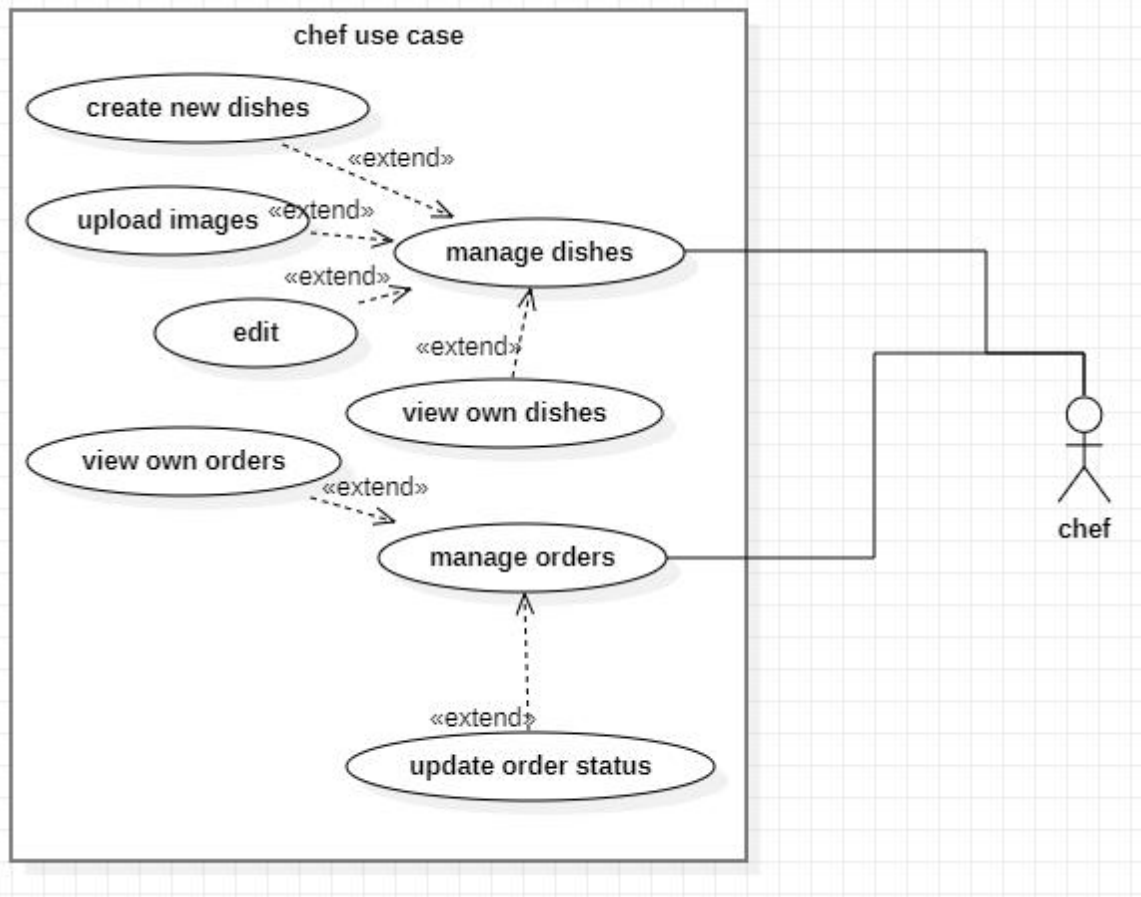 chef use case
create new dishes
«extend»
upload images
«extend»
manage dishes
«extend»
edit
«extend»
view own dishes
view own orders
«extend»
manage orders
chef
«extend»
update order status